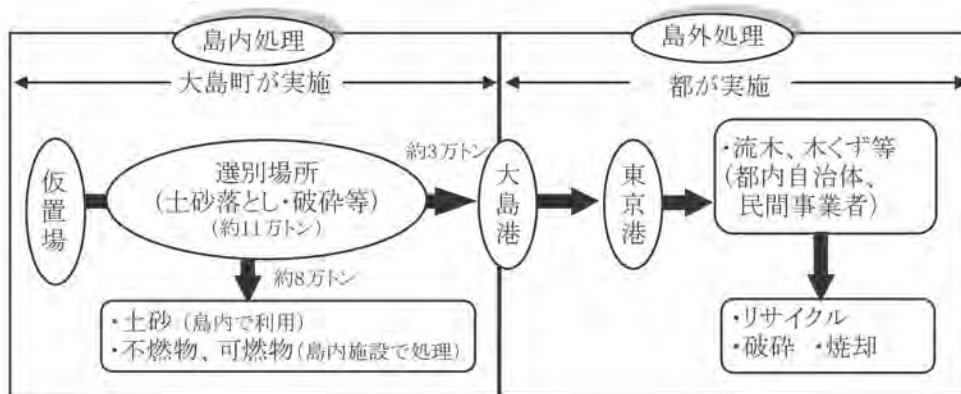 島内処理
島外処理
大島町が実施
都が実施
仮置場
選別場所
(土砂落とし・破砕等)
(約11万トン)
約3万トン
約8万トン
・土砂(島内で利用)
・不燃物、可燃物(島内施設で処理)
大島港
東京港
・流木、木くず等
(都内自治体、
民間事業者)
・リサイクル
・破砕 ・焼却